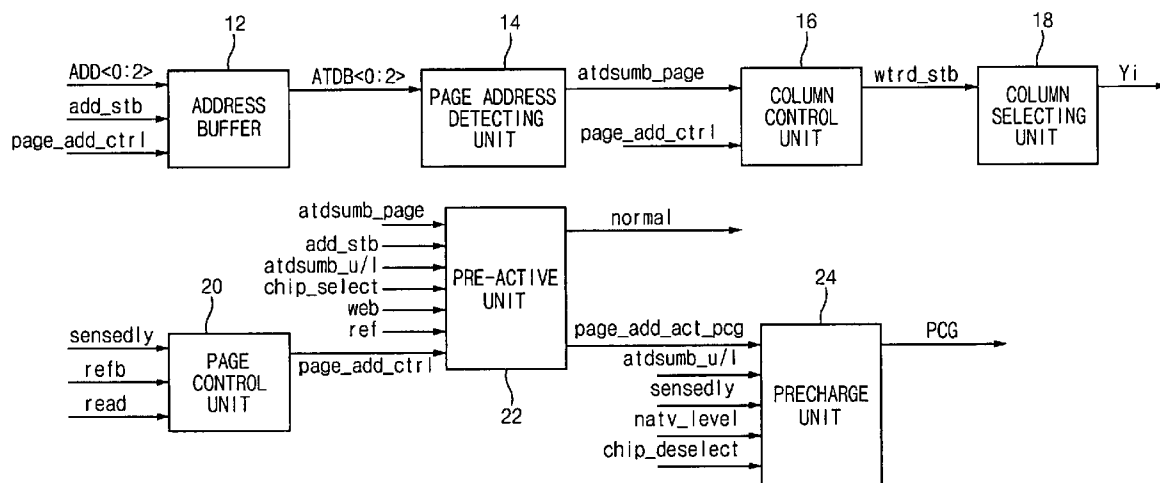 12
14
16
18
ADD<0:2>
add_stb
page_add_ctrl
ADDRESS
BUFFER
ATDB<0:2>
PAGE ADDRESS
DETECTING
UNIT
atdsumb_page
page_add_ctrl
COLUMN
CONTROL
UNIT
wtrd_stb
COLUMN
SELECTING
UNIT
Yi
atdsumb_page
add_stb
atdsumb_u/l
chip_select
web
ref
PRE-ACTIVE
UNIT
22
normal
20
sensedly
refb
read
PAGE
CONTROL
UNIT
page_add_ctrl
24
page_add_act_pcg
atdsumb_u/l
sensedly
natv_level
chip_deselect
PRECHARGE
UNIT
PCG